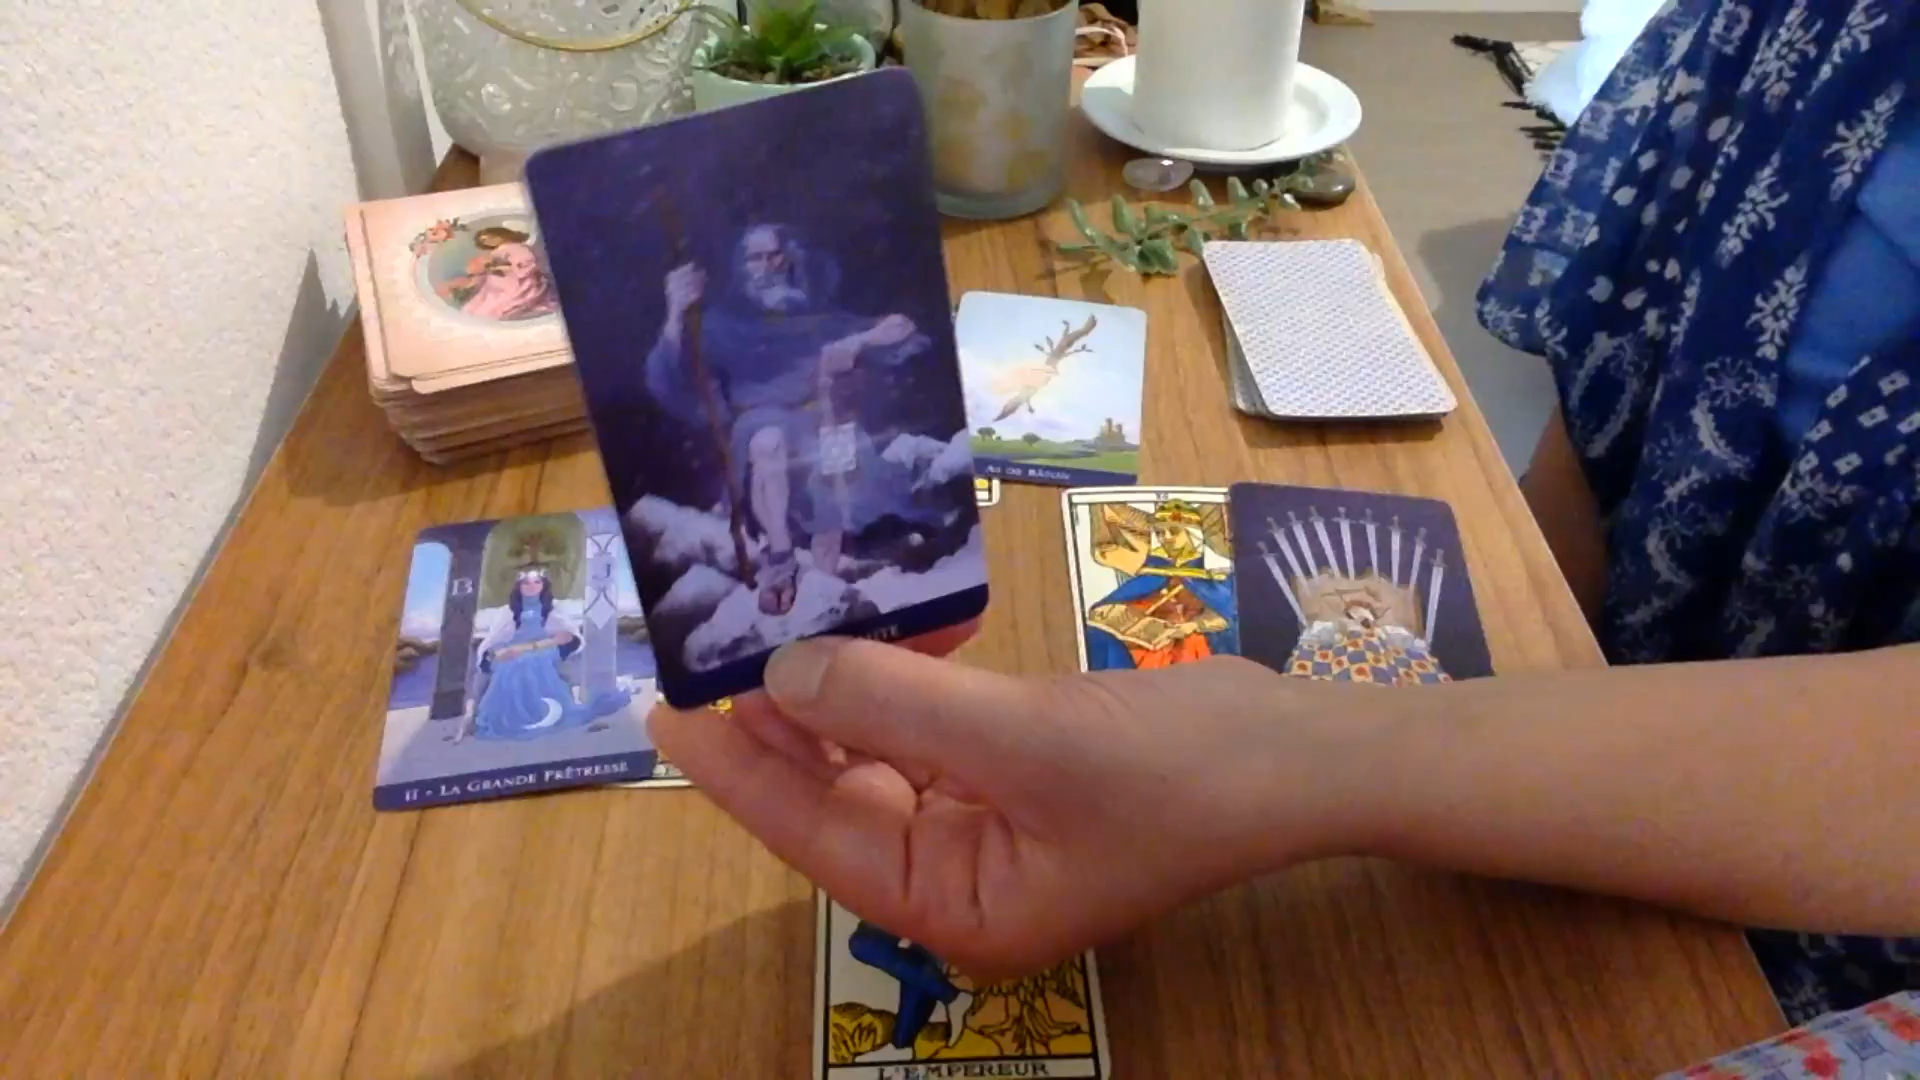 As de Bâton
B
J
II • La Grande Prêtresse
L'EMPEREUR